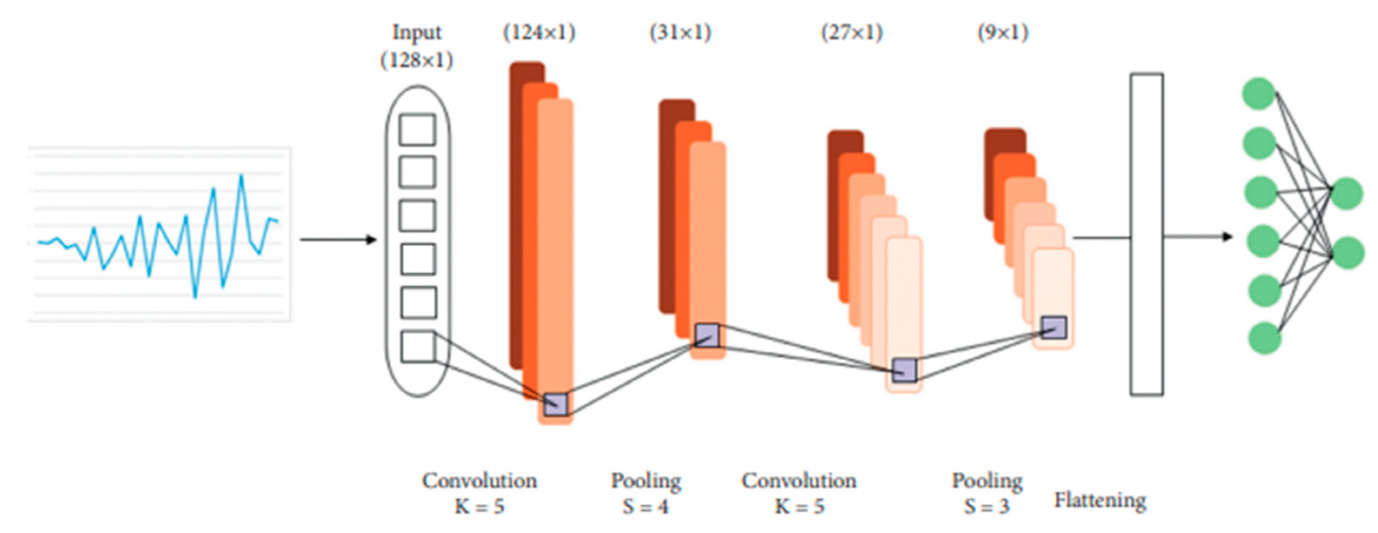 Input
(128×1)
(124×1)
(31×1)
(27×1)
(9×1)
Convolution
K = 5
Pooling
S = 4
Convolution
K = 5
Pooling
S = 3
Flattening